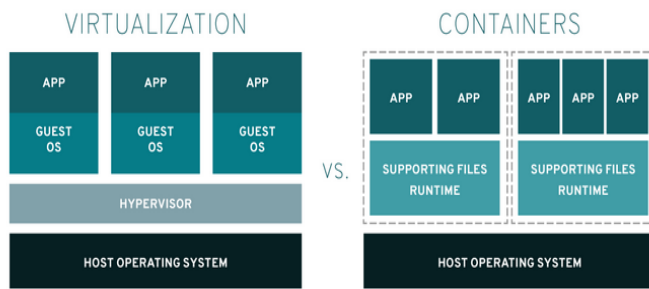 VIRTUALIZATION
APP
APP
APP
GUEST
OS
GUEST
OS
GUEST
OS
HYPERVISOR
HOST OPERATING SYSTEM
VS.
CONTAINERS
APP
APP
APP
APP
APP
SUPPORTING FILES
RUNTIME
SUPPORTING FILES
RUNTIME
HOST OPERATING SYSTEM